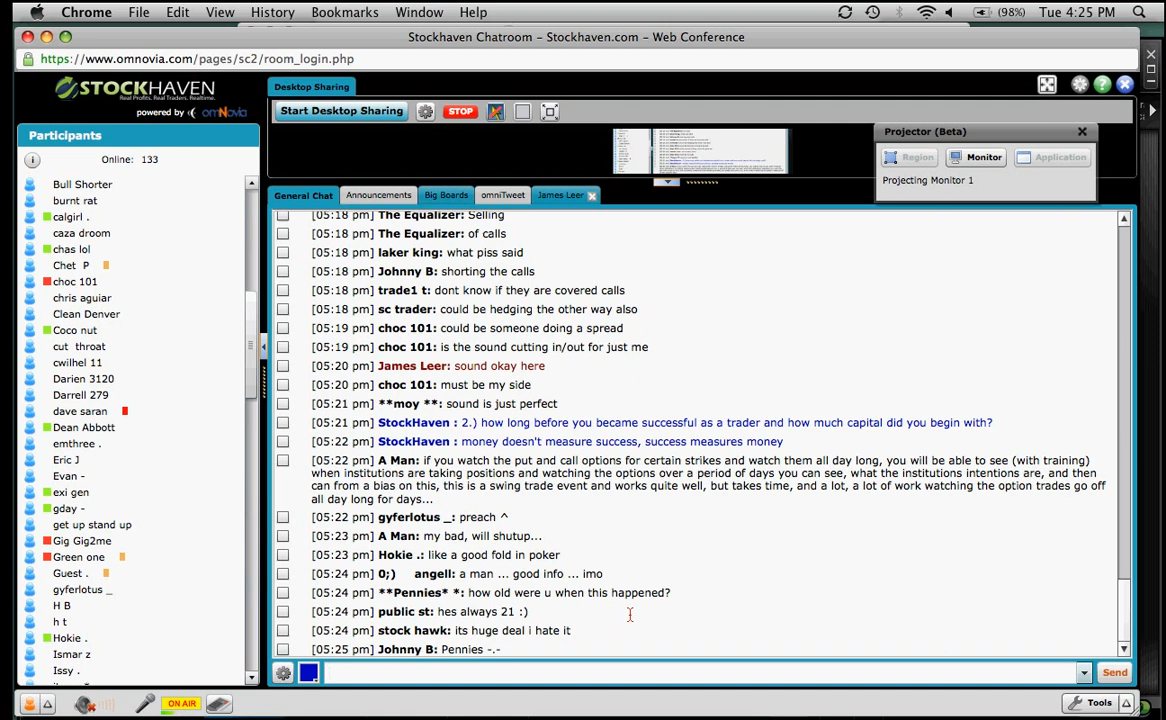 Chrome File Edit View History Bookmarks Window Help (98%) Tue 4:25 PM
Stockhaven Chatroom – Stockhaven.com – Web Conference
https://www.omnovia.com/pages/sc2/room_login.php
STOCKHAVEN
Real Profits. Real Traders. Realtime.
powered by omNovia
Desktop Sharing
Start Desktop Sharing STOP
Projector (Beta)
Region Monitor Application
Projecting Monitor 1
Participants
Online: 133
Bull Shorter
burnt rat
calgirl .
caza droom
chas lol
Chet P
choc 101
chris aguiar
Clean Denver
Coco nut
cut throat
cwilhel 11
Darien 3120
Darrell 279
dave saran
Dean Abbott
emthree .
Eric J
Evan -
exi gen
gday -
get up stand up
Gig Gig2me
Green one
Guest .
gyferlotus _
H B
h t
Hokie .
Ismar z
Issy .
General Chat Announcements Big Boards omniTweet James Leer
[05:18 pm] The Equalizer: Selling
[05:18 pm] The Equalizer: of calls
[05:18 pm] laker king: what piss said
[05:18 pm] Johnny B: shorting the calls
[05:18 pm] trade1 t: dont know if they are covered calls
[05:18 pm] sc trader: could be hedging the other way also
[05:19 pm] choc 101: could be someone doing a spread
[05:19 pm] choc 101: is the sound cutting in/out for just me
[05:20 pm] James Leer: sound okay here
[05:20 pm] choc 101: must be my side
[05:21 pm] **moy **: sound is just perfect
[05:21 pm] StockHaven : 2.) how long before you became successful as a trader and how much capital did you begin with?
[05:22 pm] StockHaven : money doesn't measure success, success measures money
[05:22 pm] A Man: if you watch the put and call options for certain strikes and watch them all day long, you will be able to see (with training)
when institutions are taking positions and watching the options over a period of days you can see, what the institutions intentions are, and then
can from a bias on this, this is a swing trade event and works quite well, but takes time, and a lot, a lot of work watching the option trades go off
all day long for days...
[05:22 pm] gyferlotus _: preach ^
[05:23 pm] A Man: my bad, will shutup...
[05:23 pm] Hokie .: like a good fold in poker
[05:24 pm] 0;) angell: a man ... good info ... imo
[05:24 pm] **Pennies* *: how old were u when this happened?
[05:24 pm] public st: hes always 21 :)
[05:24 pm] stock hawk: its huge deal i hate it
[05:25 pm] Johnny B: Pennies -.-
Send
ON AIR
Tools